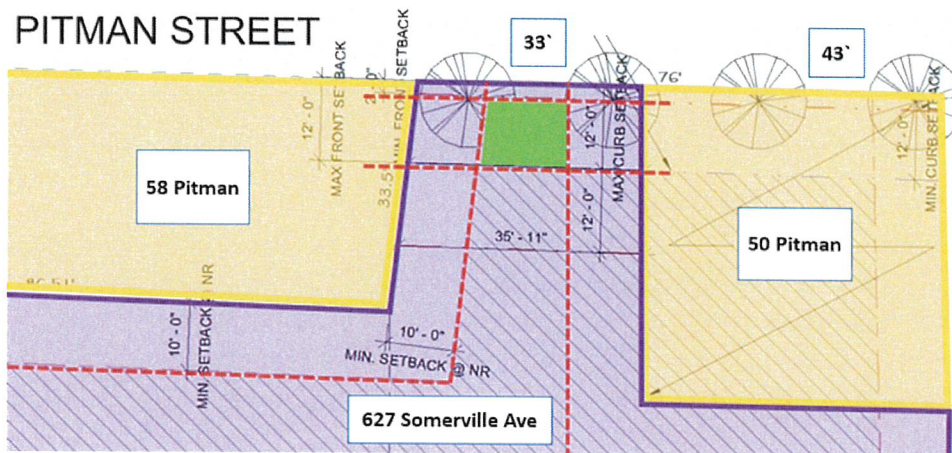 PITMAN STREET
33`
43`
76'
12' - 0"
MAX FRONT SETBACK
MIN. FRONT SETBACK
12' - 0"
MAX CURB SETBACK
12' - 0"
MIN. CURB SETBACK
58 Pitman
33.5
12' - 0"
50 Pitman
35' - 11"
10' - 0"
MIN. SETBACK @ NR
10' - 0"
MIN. SETBACK @ NR
627 Somerville Ave